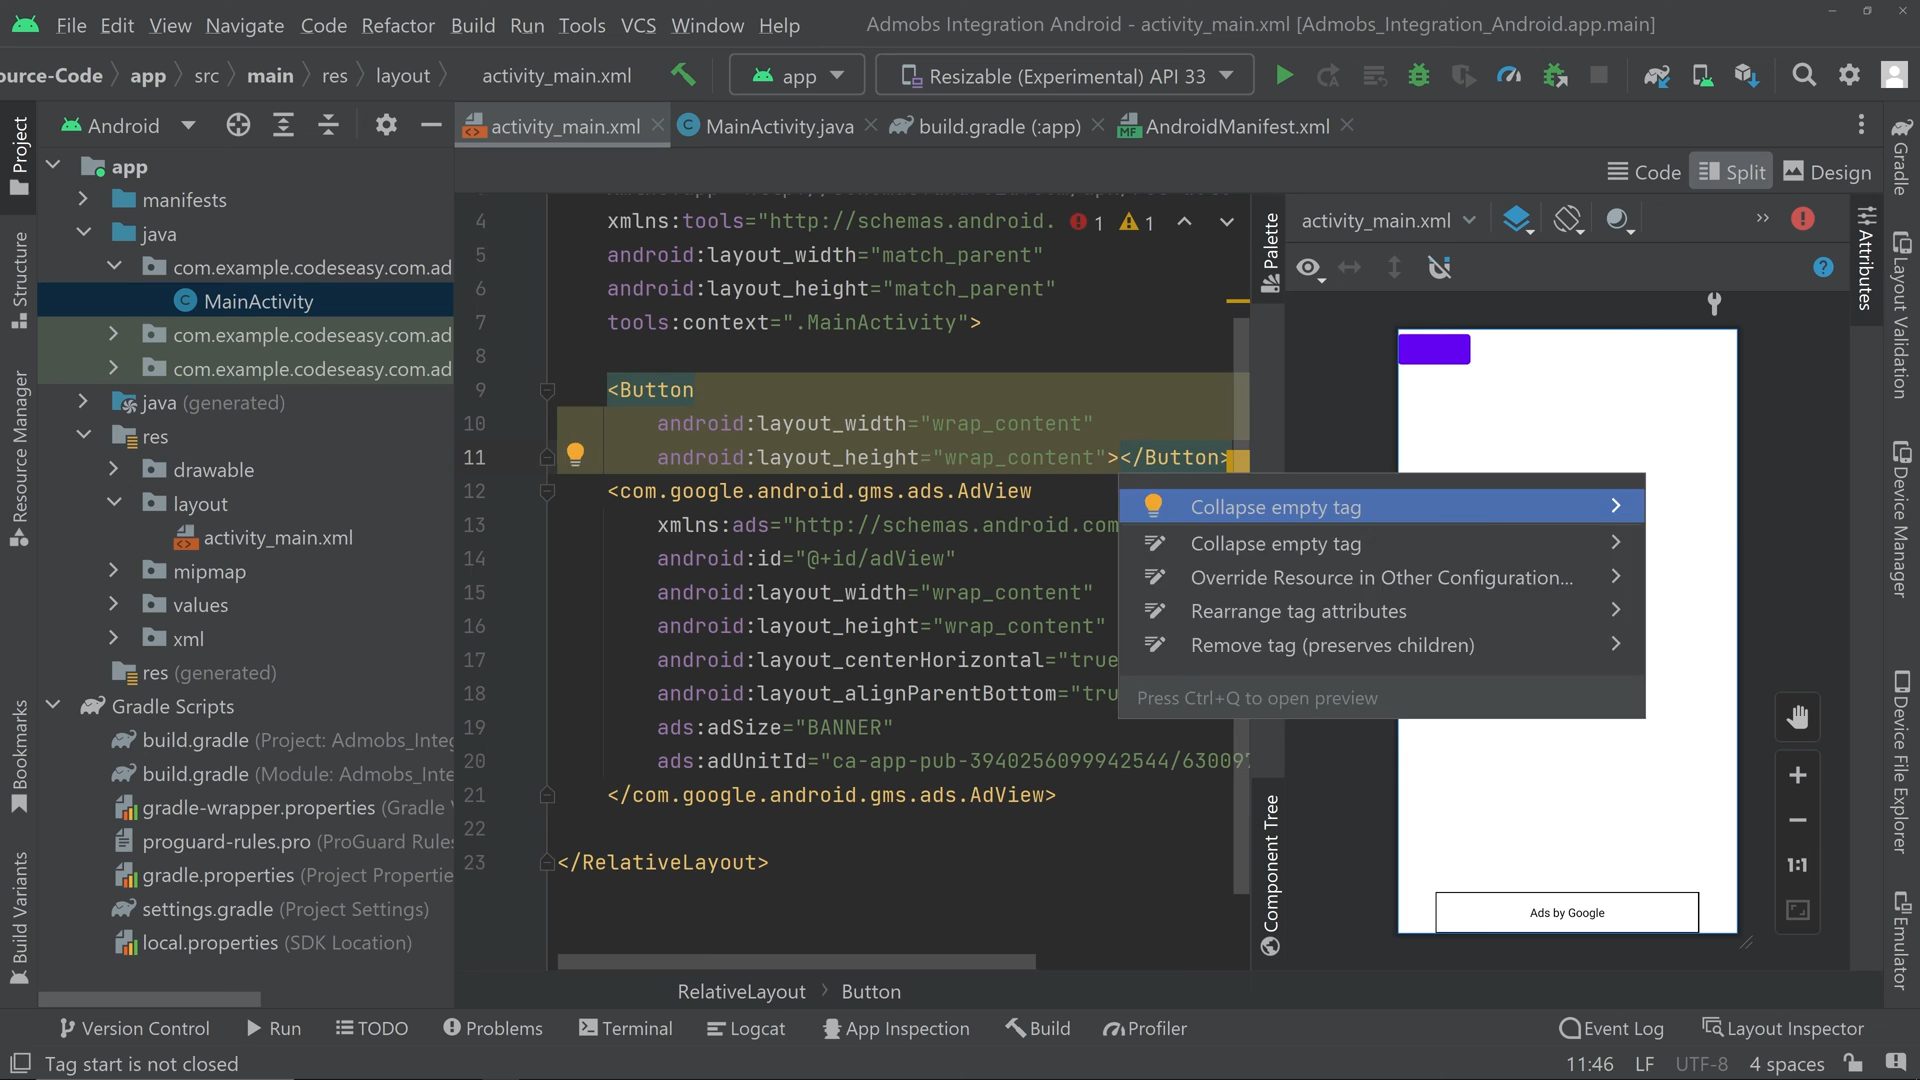 File Edit View Navigate Code Refactor Build Run Tools VCS Window Help
Admobs Integration Android - activity_main.xml [Admobs_Integration_Android.app.main]
ource-Code app src main res layout activity_main.xml
app
Resizable (Experimental) API 33
Android
activity_main.xml
MainActivity.java
build.gradle (:app)
AndroidManifest.xml
Code
Split
Design
Project
Structure
Resource Manager
Bookmarks
Build Variants
app
manifests
java
com.example.codeseasy.com.ad
MainActivity
com.example.codeseasy.com.ad
com.example.codeseasy.com.ad
java (generated)
res
drawable
layout
activity_main.xml
mipmap
values
xml
res (generated)
Gradle Scripts
build.gradle (Project: Admobs_Integ
build.gradle (Module: Admobs_Inte
gradle-wrapper.properties (Gradle
proguard-rules.pro (ProGuard Rules
gradle.properties (Project Propertie
settings.gradle (Project Settings)
local.properties (SDK Location)
4 xmlns:tools="http://schemas.android. 1 1
5 android:layout_width="match_parent"
6 android:layout_height="match_parent"
7 tools:context=".MainActivity">
8
9 <Button
10 android:layout_width="wrap_content"
11 android:layout_height="wrap_content"></Button>
12 <com.google.android.gms.ads.AdView
13 xmlns:ads="http://schemas.android.com
14 android:id="@+id/adView"
15 android:layout_width="wrap_content"
16 android:layout_height="wrap_content"
17 android:layout_centerHorizontal="true
18 android:layout_alignParentBottom="tru
19 ads:adSize="BANNER"
20 ads:adUnitId="ca-app-pub-3940256099942544/63009
21 </com.google.android.gms.ads.AdView>
22
23 </RelativeLayout>
Collapse empty tag
Collapse empty tag
Override Resource in Other Configuration...
Rearrange tag attributes
Remove tag (preserves children)
Press Ctrl+Q to open preview
Palette
Component Tree
activity_main.xml
Ads by Google
1:1
Attributes
Gradle
Layout Validation
Device Manager
Device File Explorer
Emulator
RelativeLayout Button
Version Control
Run
TODO
Problems
Terminal
Logcat
App Inspection
Build
Profiler
Event Log
Layout Inspector
Tag start is not closed
11:46 LF UTF-8 4 spaces